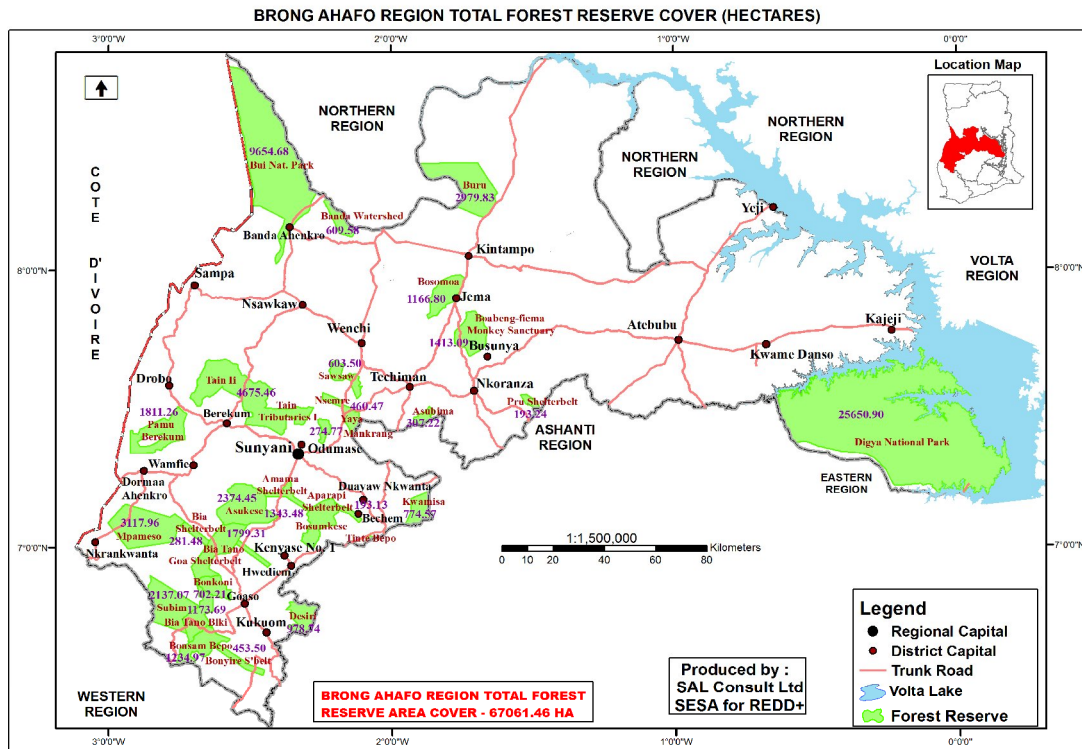 BRONG AHAFO REGION TOTAL FOREST RESERVE COVER (HECTARES)
3°0'0"W
2°0'0"W
1°0'0"W
0°0'0"
Location Map
NORTHERN
REGION
NORTHERN
REGION
NORTHERN
REGION
9654.68
Bui Nat. Park
Buru
2979.83
Yeji
Banda Watershed
609.58
Banda Ahenkro
COTE D'IVOIRE
Kintampo
VOLTA
REGION
8°0'0"N
8°0'0"N
Sampa
Bosomoa
1166.80
Jema
Nsawkaw
Boabeng-fiema
Monkey Sanctuary
1413.09
Busunya
Wenchi
Atebubu
Kajeji
Kwame Danso
603.50
Sawsaw
Techiman
Drobo
Tain Ii
4675.46
Nkoranza
Nsemre
460.47
Yaya
Mankrang
274.77
Tain
Tributaries I
Asubima
307.22
Pru Shelterbelt
193.24
ASHANTI
REGION
1811.26
Pamu
Berekum
Berekum
25650.90
Digya National Park
Sunyani
Odumase
Wamfie
Dormaa
Ahenkro
EASTERN
REGION
Amama
Shelterbelt
Duayaw Nkwanta
2374.45
Asukese
1343.48
Aparapi
Shelterbelt
193.13
Bechem
Kwamisa
774.57
Bosumkese
Tinte Bepo
3117.96
Mpameso
Bia
Shelterbelt
281.48
1799.31
Bia Tano
Goa Shelterbelt
Kenyase No. 1
Hwediem
Nkrankwanta
7°0'0"N
7°0'0"N
1:1,500,000
0
20
40
60
80
Kilometers
Bonkoni
702.21
2137.07
Goaso
Subim
1173.69
Bia Tano Biki
Desiri
978.74
Kukuom
Bonsam Bepo
1234.97
453.50
Bonyire S'belt
WESTERN
REGION
BRONG AHAFO REGION TOTAL FOREST
RESERVE AREA COVER - 67061.46 HA
Produced by :
SAL Consult Ltd
SESA for REDD+
Legend
Regional Capital
District Capital
Trunk Road
Volta Lake
Forest Reserve
3°0'0"W
2°0'0"W
1°0'0"W
0°0'0"